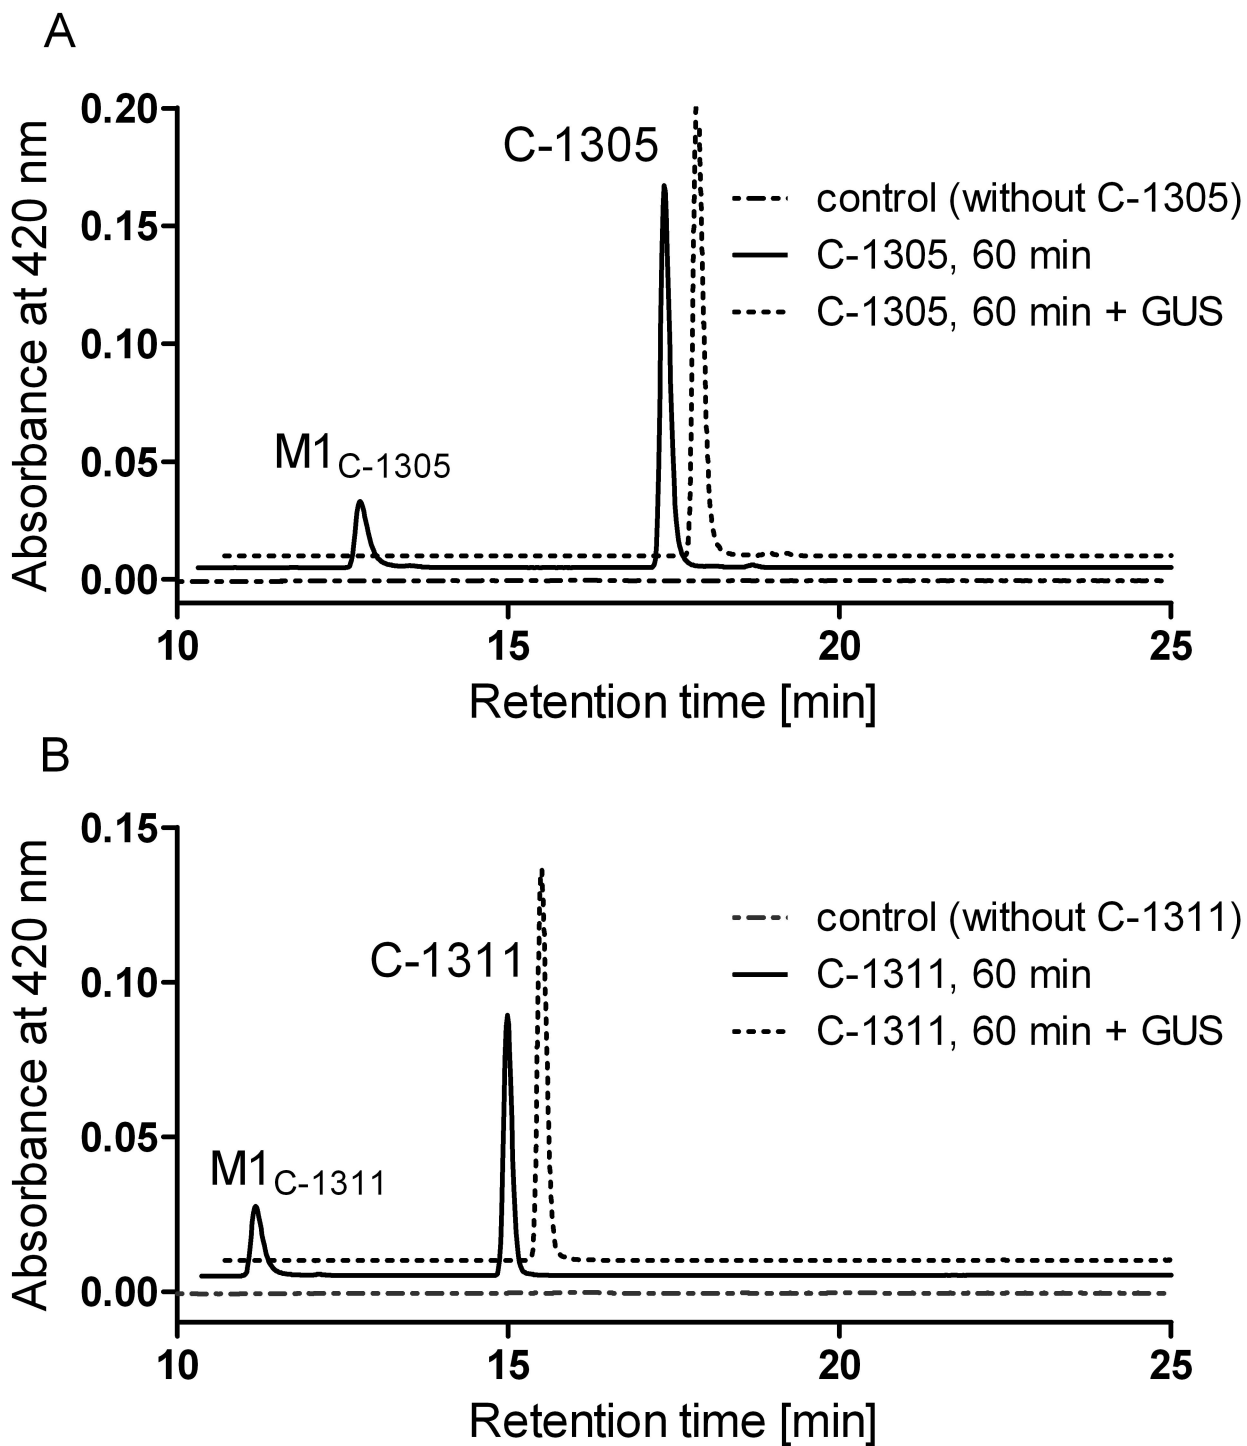 A
0.20
0.15
0.10
0.05
0.00
Absorbance at 420 nm
C-1305
M1 C-1305
control (without C-1305)
C-1305, 60 min
C-1305, 60 min + GUS
10 15 20 25
Retention time [min]
B
0.15
0.10
0.05
0.00
Absorbance at 420 nm
C-1311
M1 C-1311
control (without C-1311)
C-1311, 60 min
C-1311, 60 min + GUS
10 15 20 25
Retention time [min]